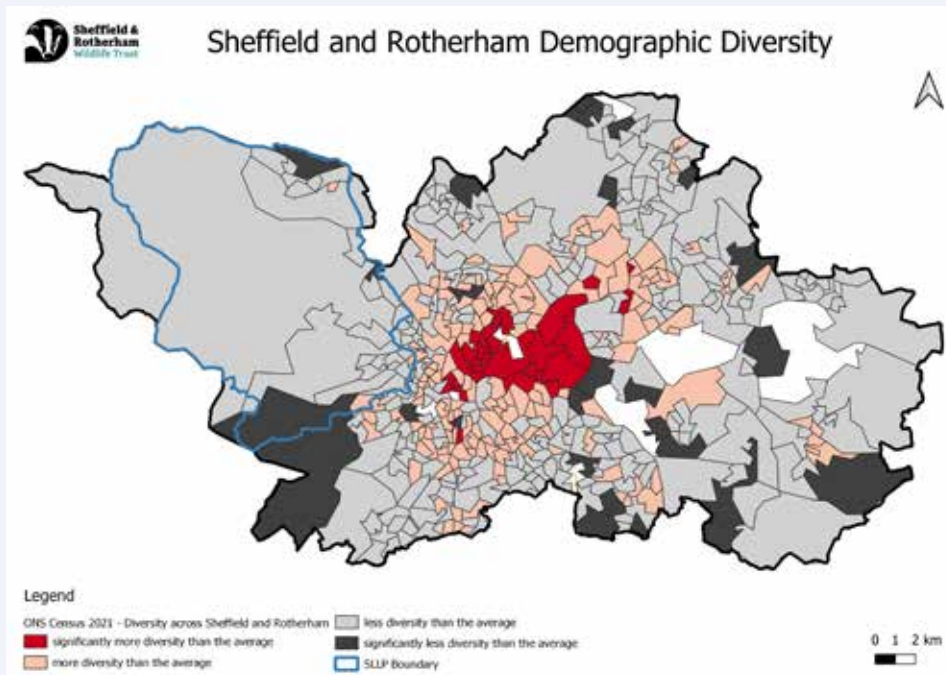 Sheffield &
Rotherham
Wildlife Trust
Sheffield and Rotherham Demographic Diversity
Legend
ONS Census 2021 - Diversity across Sheffield and Rotherham
significantly more diversity than the average
more diversity than the average
less diversity than the average
significantly less diversity than the average
SLLP Boundary
0 1 2 km